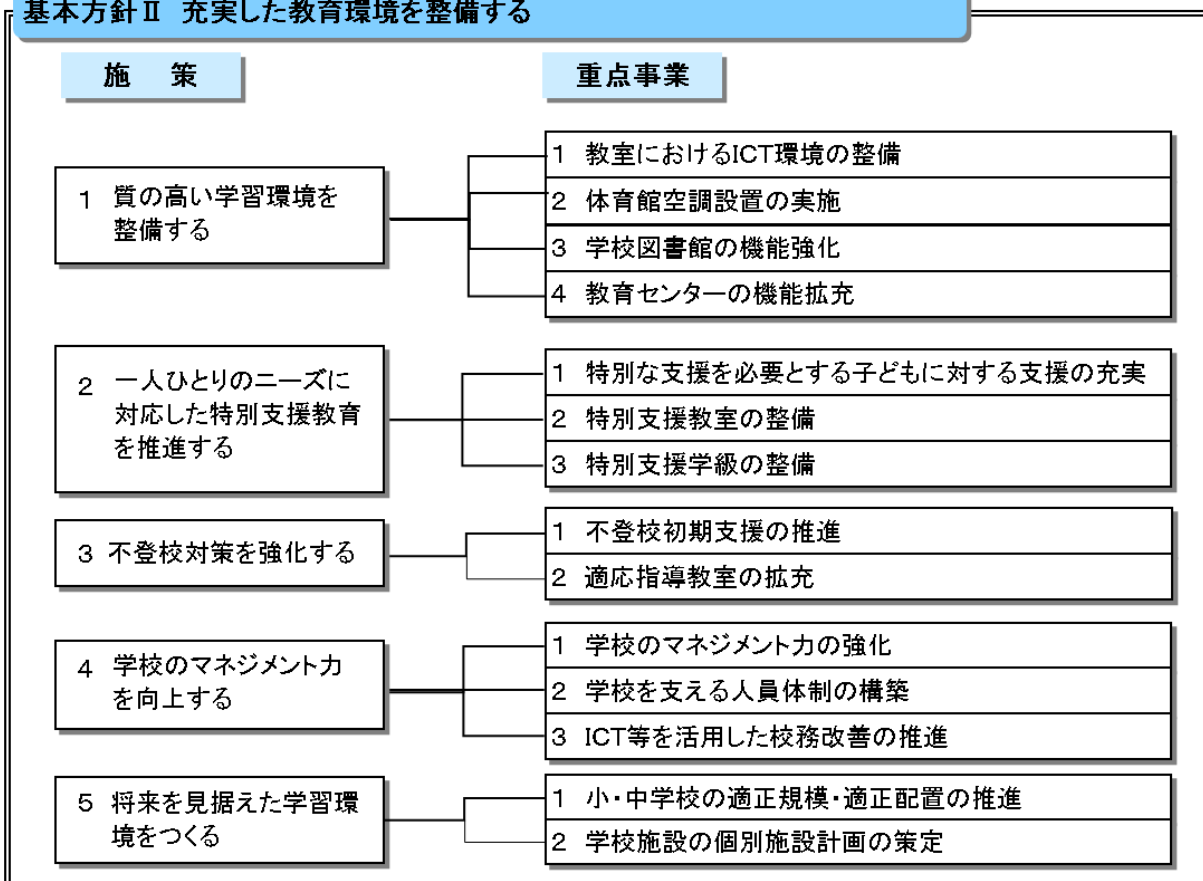 基本方針Ⅱ 充実した教育環境を整備する
施 策
重点事業
1 質の高い学習環境を
整備する
1 教室におけるICT環境の整備
2 体育館空調設置の実施
3 学校図書館の機能強化
4 教育センターの機能拡充
2 一人ひとりのニーズに
対応した特別支援教育
を推進する
1 特別な支援を必要とする子どもに対する支援の充実
2 特別支援教室の整備
3 特別支援学級の整備
3 不登校対策を強化する
1 不登校初期支援の推進
2 適応指導教室の拡充
4 学校のマネジメント力
を向上する
1 学校のマネジメント力の強化
2 学校を支える人員体制の構築
3 ICT等を活用した校務改善の推進
5 将来を見据えた学習環
境をつくる
1 小・中学校の適正規模・適正配置の推進
2 学校施設の個別施設計画の策定